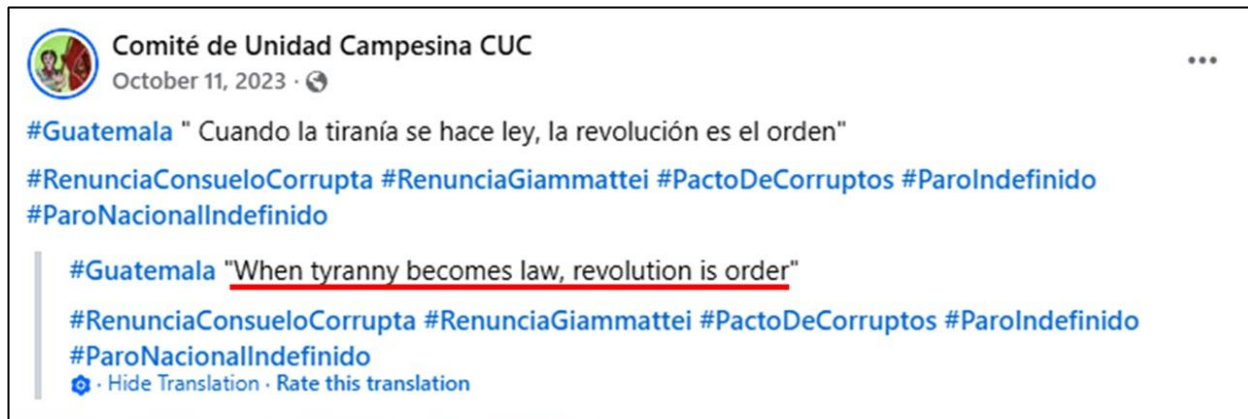 Comité de Unidad Campesina CUC
October 11, 2023 ·
#Guatemala " Cuando la tiranía se hace ley, la revolución es el orden"
#RenunciaConsueloCorrupta #RenunciaGiammattei #PactoDeCorruptos #ParoIndefinido
#ParoNacionalIndefinido
#Guatemala "When tyranny becomes law, revolution is order"
#RenunciaConsueloCorrupta #RenunciaGiammattei #PactoDeCorruptos #ParoIndefinido
#ParoNacionalIndefinido
· Hide Translation · Rate this translation